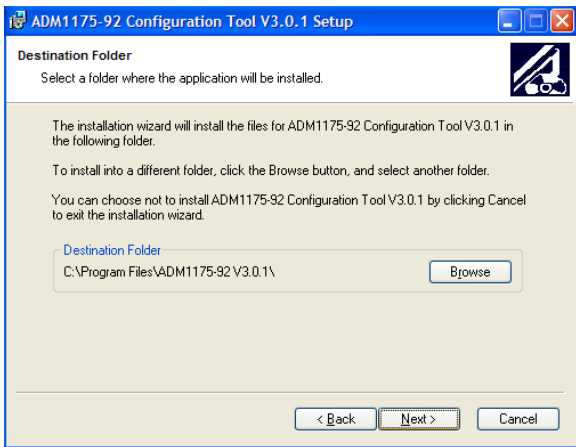 ADM1175-92 Configuration Tool V3.0.1 Setup
Destination Folder
Select a folder where the application will be installed.
The installation wizard will install the files for ADM1175-92 Configuration Tool V3.0.1 in
the following folder.
To install into a different folder, click the Browse button, and select another folder.
You can choose not to install ADM1175-92 Configuration Tool V3.0.1 by clicking Cancel
to exit the installation wizard.
Destination Folder
C:\Program Files\ADM1175-92 V3.0.1\
Browse
< Back
Next >
Cancel